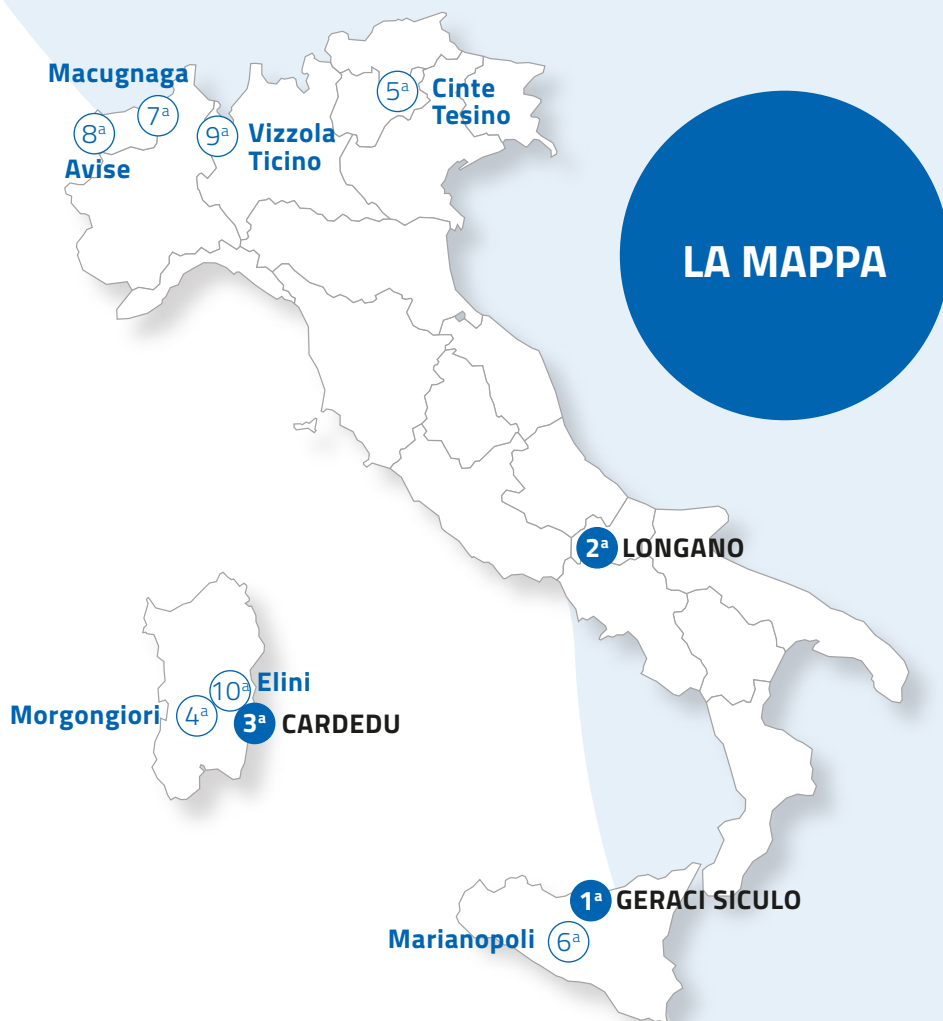 Macugnaga
7ª
8ª
Avise
9ª
Vizzola
Ticino
5ª
Cinte
Tesino
LA MAPPA
2ª LONGANO
10ª Elini
Morgongiori 4ª
3ª CARDEDU
1ª GERACI SICULO
Marianopoli 6ª